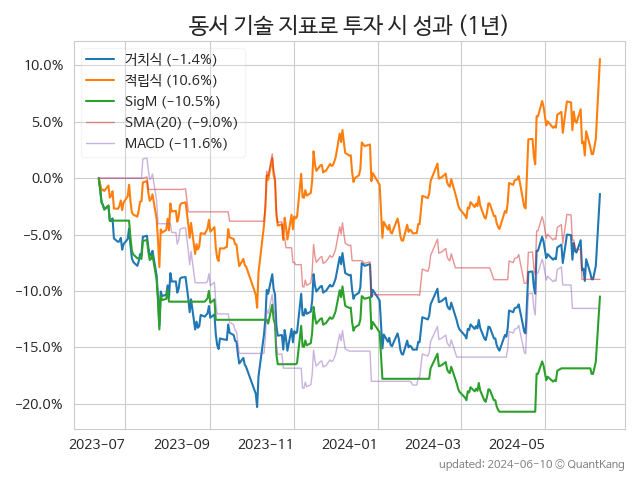 동서 기술 지표로 투자 시 성과 (1년)
거치식 (−1.4%)
적립식 (10.6%)
SigM (−10.5%)
SMA(20) (−9.0%)
MACD (−11.6%)
10.0%
5.0%
0.0%
−5.0%
−10.0%
−15.0%
−20.0%
2023-07 2023-09 2023-11 2024-01 2024-03 2024-05
updated: 2024-06-10 © QuantKang